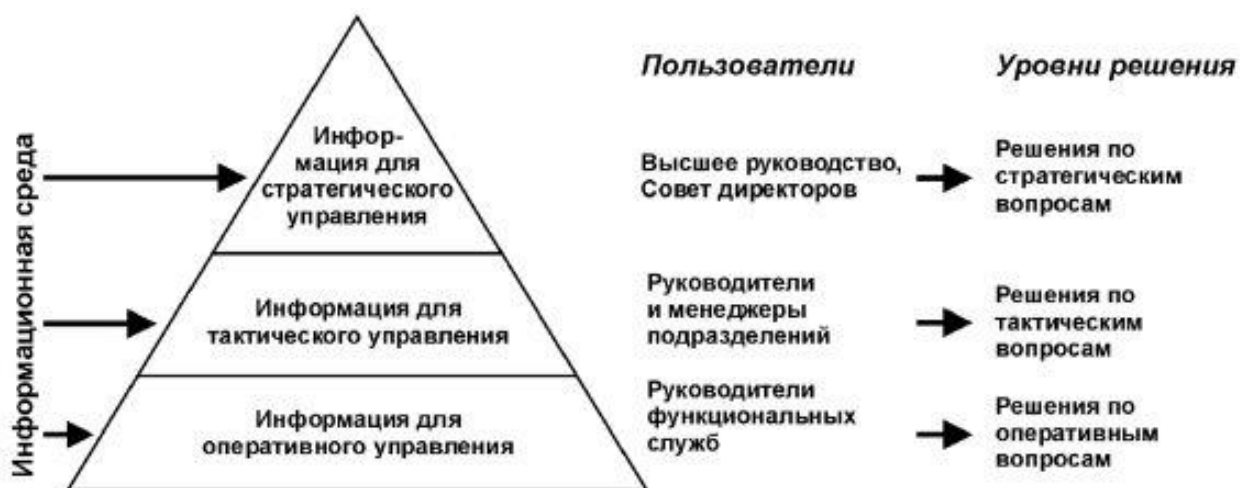 Информационная среда
Пользователи
Уровни решения
Инфор-
мация для
стратегического
управления
Высшее руководство,
Совет директоров
Решения по
стратегическим
вопросам
Информация для
тактического управления
Руководители
и менеджеры
подразделений
Решения по
тактическим
вопросам
Информация для
оперативного управления
Руководители
функциональных
служб
Решения по
оперативным
вопросам